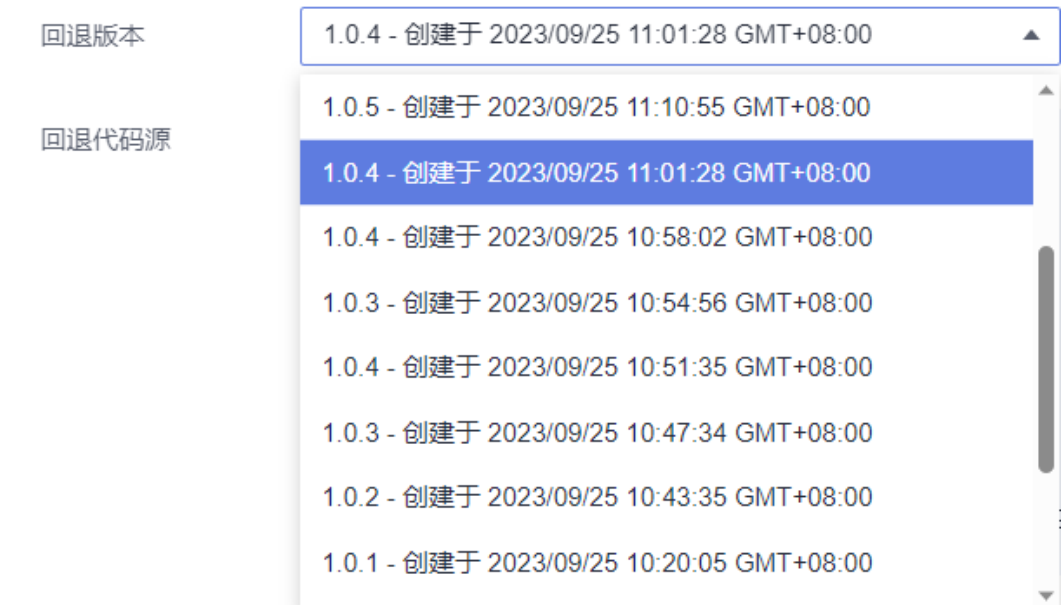 回退版本
1.0.4 - 创建于 2023/09/25 11:01:28 GMT+08:00
1.0.5 - 创建于 2023/09/25 11:10:55 GMT+08:00
回退代码源
1.0.4 - 创建于 2023/09/25 11:01:28 GMT+08:00
1.0.4 - 创建于 2023/09/25 10:58:02 GMT+08:00
1.0.3 - 创建于 2023/09/25 10:54:56 GMT+08:00
1.0.4 - 创建于 2023/09/25 10:51:35 GMT+08:00
1.0.3 - 创建于 2023/09/25 10:47:34 GMT+08:00
1.0.2 - 创建于 2023/09/25 10:43:35 GMT+08:00
1.0.1 - 创建于 2023/09/25 10:20:05 GMT+08:00